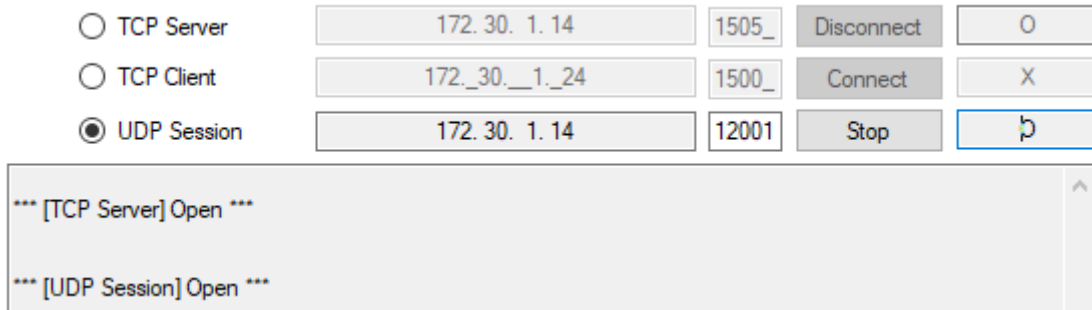 TCP Server 172. 30. 1. 14 1505_ Disconnect O
TCP Client 172._30.__1._24 1500_ Connect X
UDP Session 172. 30. 1. 14 12001 Stop
*** [TCP Server] Open ***
*** [UDP Session] Open ***